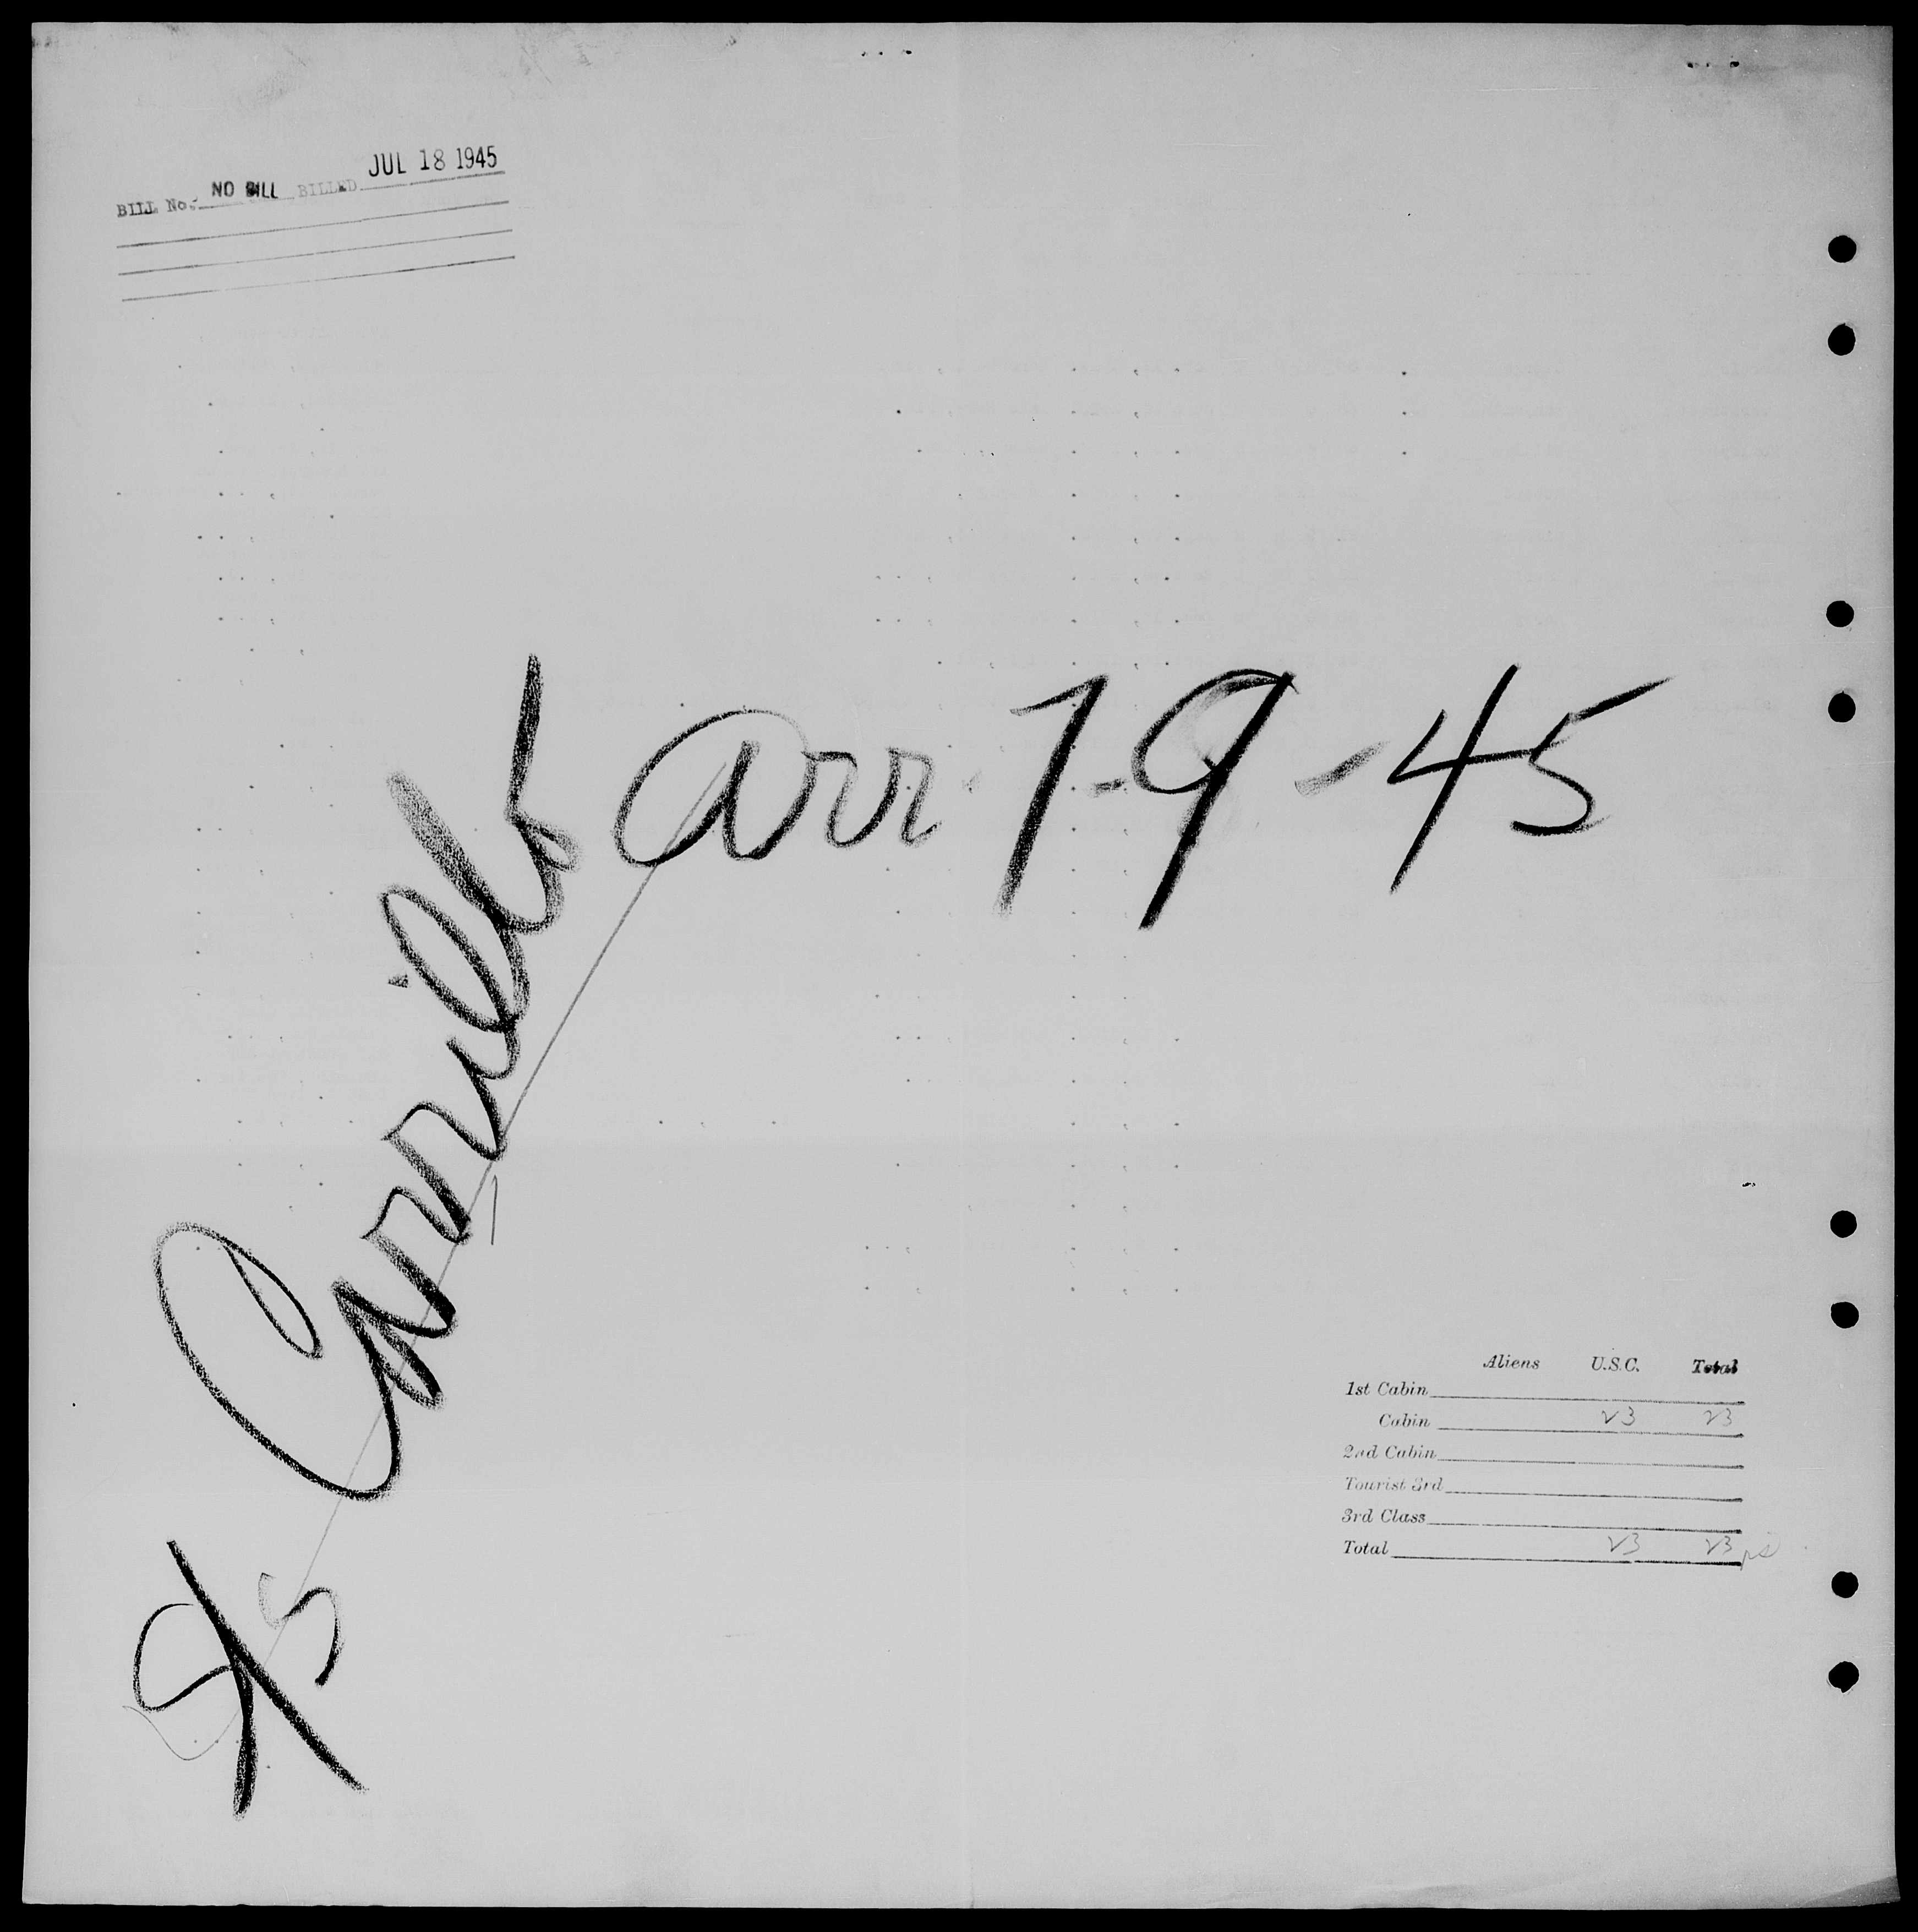 JUL 18 1945
BILL No. NO BILL BILLED
arr 7-9-45
S/S Carrillo
Aliens U.S.C. Total
1st Cabin
Cabin 23 23
2nd Cabin
Tourist 3rd
3rd Class
Total 23 23